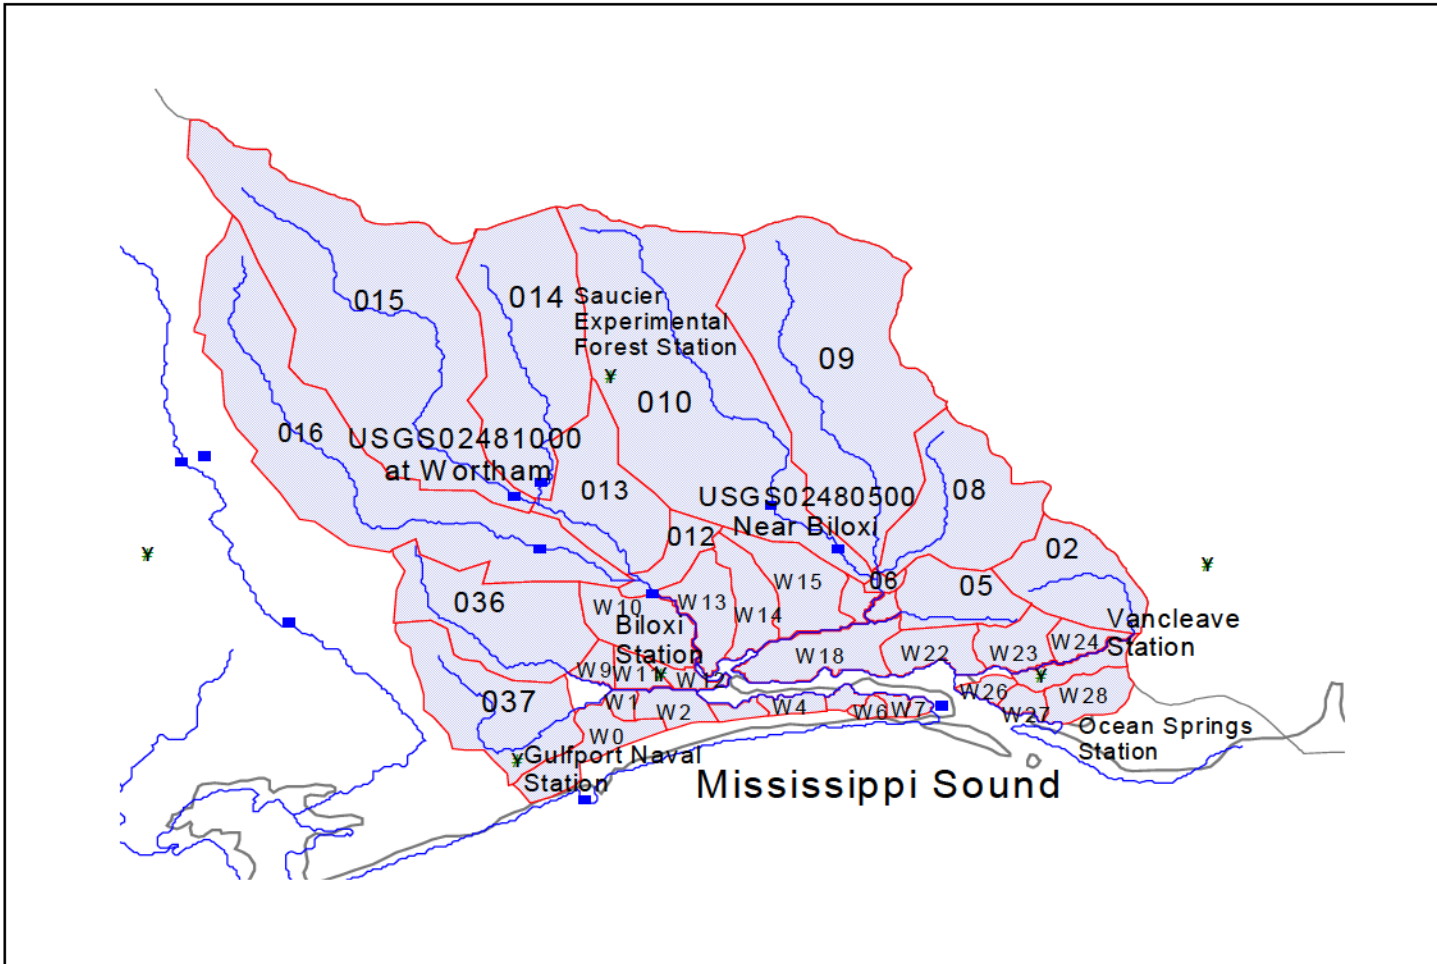 015
014
Saucier
Experimental
Forest Station
09
010
016
USGS02481000
at Wortham
013
USGS02480500
Near Biloxi
08
012
02
W15
06
05
036
W10
W13
W14
Biloxi
Station
Vancleave
Station
W18
W22
W23
W24
W9
W11
W12
W26
W28
037
W1
W2
W4
W6
W7
W27
W0
Ocean Springs
Station
Gulfport Naval
Station
Mississippi Sound